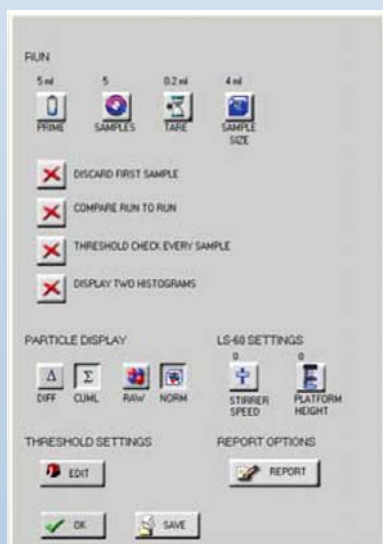 RUN
5 ml 5 0.2 ml 4 ml
PRIME SAMPLES TARE SAMPLE SIZE
DISCARD FIRST SAMPLE
COMPARE RUN TO RUN
THRESHOLD CHECK EVERY SAMPLE
DISPLAY TWO HISTOGRAMS
PARTICLE DISPLAY LS-60 SETTINGS
0 0
Δ Σ
DIFF CUML RAW NORM STIRRER SPEED PLATFORM HEIGHT
THRESHOLD SETTINGS REPORT OPTIONS
EDIT REPORT
OK SAVE